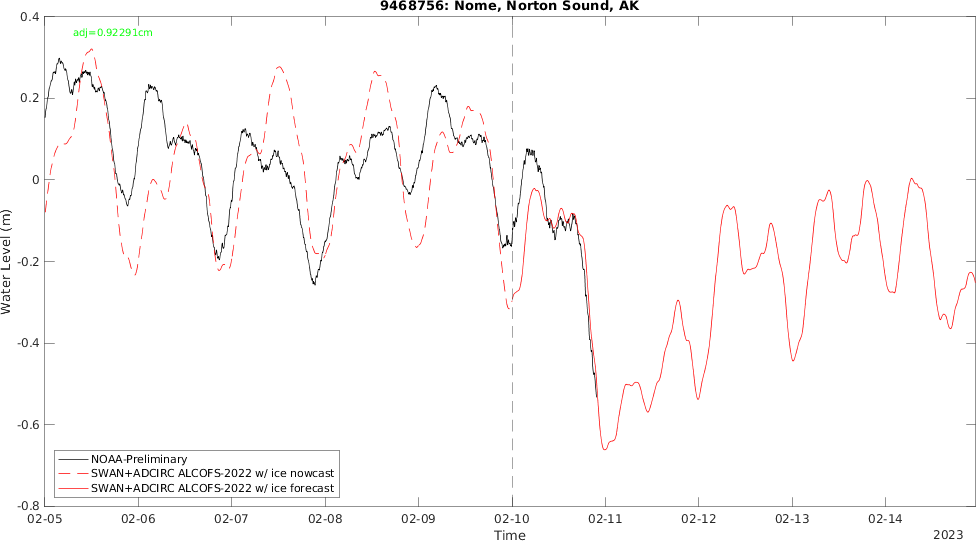 9468756: Nome, Norton Sound, AK
adj=0.92291cm
Water Level (m)
0.4
0.2
0
-0.2
-0.4
-0.6
-0.8
NOAA-Preliminary
SWAN+ADCIRC ALCOFS-2022 w/ ice nowcast
SWAN+ADCIRC ALCOFS-2022 w/ ice forecast
02-05 02-06 02-07 02-08 02-09 02-10 02-11 02-12 02-13 02-14
Time
2023